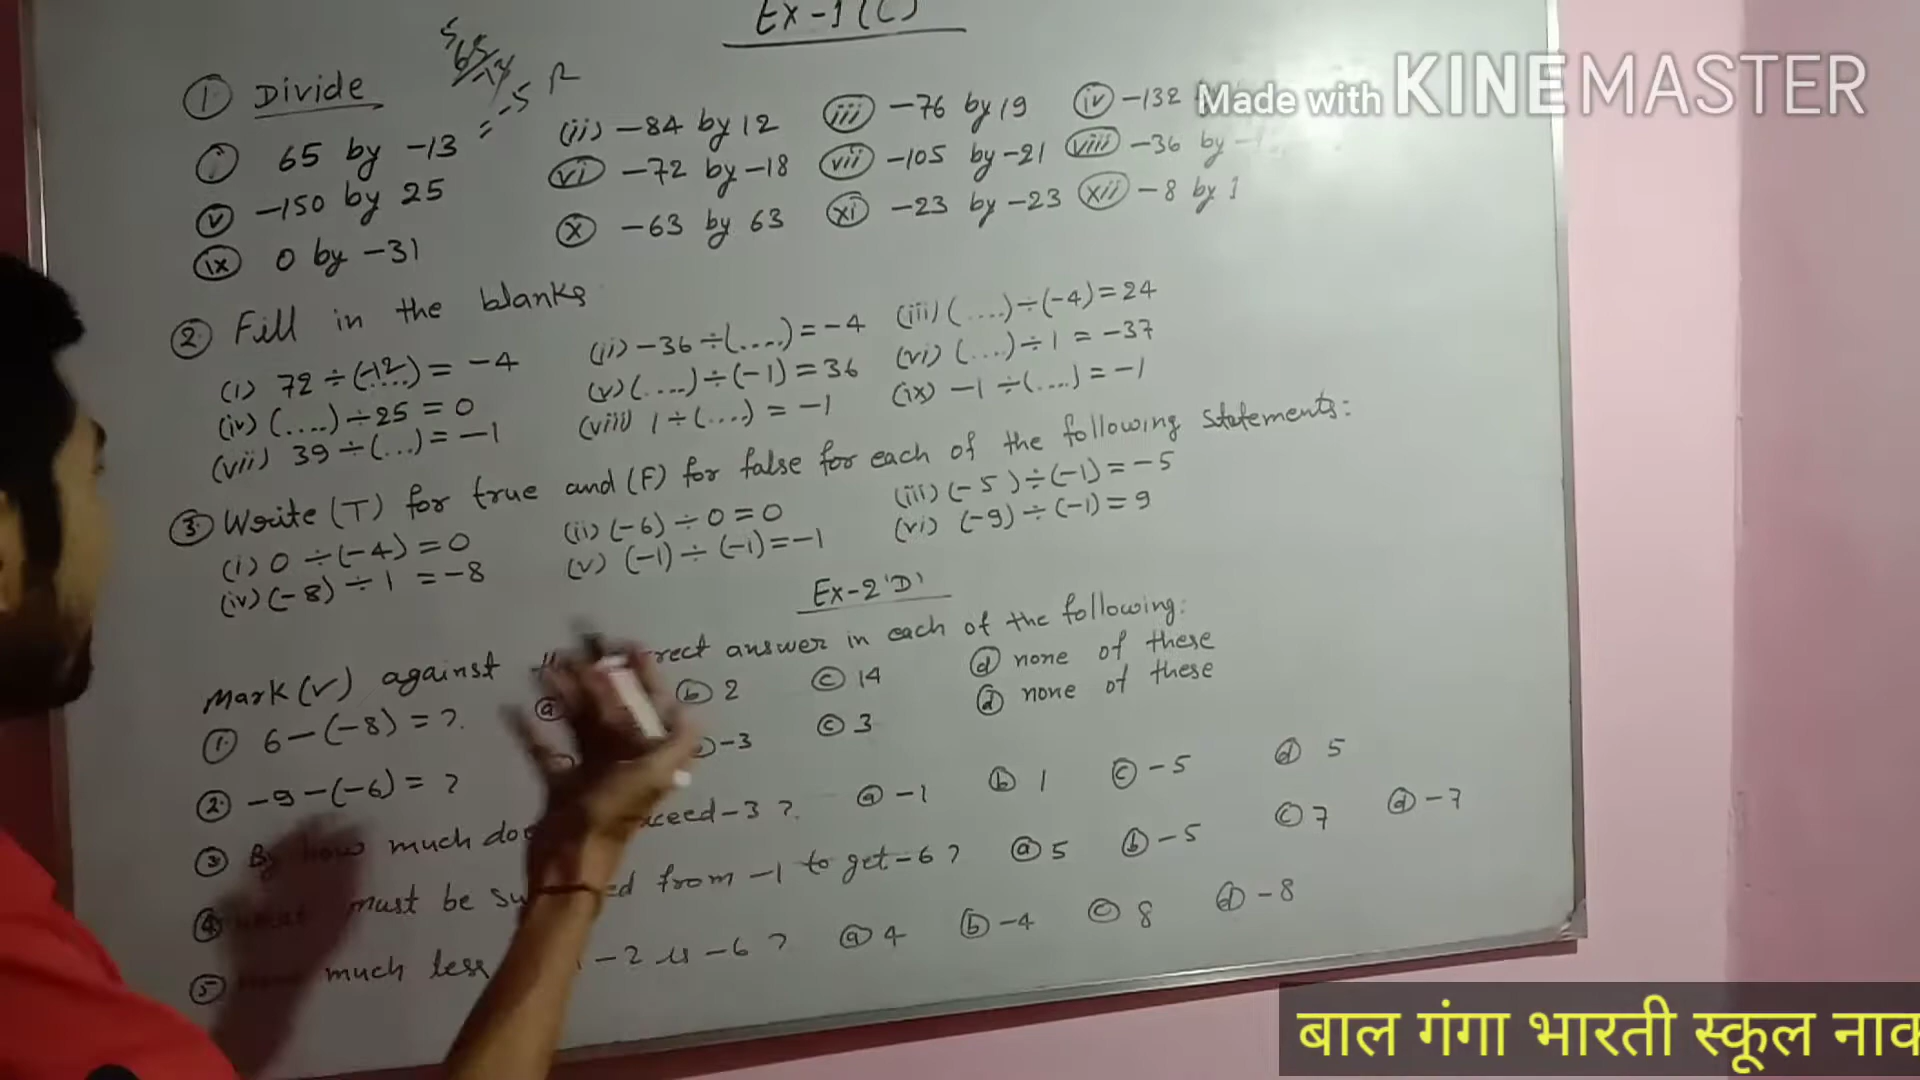 Ex-1(C)
① Divide
65/-13
= -5
(i) 65 by -13 (ii) -84 by 12 (iii) -76 by 19 (iv) -132
(v) -150 by 25 (vi) -72 by -18 (vii) -105 by -21 (viii) -36 by
(ix) 0 by -31 (x) -63 by 63 (xi) -23 by -23 (xii) -8 by 1
② Fill in the blanks
(i) 72 ÷ (-12) = -4 (ii) -36 ÷ (....) = -4 (iii) (....) ÷ (-4) = 24
(iv) (....) ÷ 25 = 0 (v) (....) ÷ (-1) = 36 (vi) (....) ÷ 1 = -37
(vii) 39 ÷ (...) = -1 (viii) 1 ÷ (....) = -1 (ix) -1 ÷ (....) = -1
③ Write (T) for true and (F) for false for each of the following statements:
(i) 0 ÷ (-4) = 0 (ii) (-6) ÷ 0 = 0 (iii) (-5) ÷ (-1) = -5
(iv) (-8) ÷ 1 = -8 (v) (-1) ÷ (-1) = -1 (vi) (-9) ÷ (-1) = 9
Ex-2'D'
Mark (✓) against answer in each of the following:
① 6 - (-8) = ? ⓐ ⓑ 2 ⓒ 14 ⓓ none of these
② -9 - (-6) = ? -3 ⓒ 3 ⓓ none of these
③ By how much -3 ? ⓐ -1 ⓑ 1 ⓒ -5 ⓓ 5
④ must be from -1 to get -6 ? ⓐ 5 ⓑ -5 ⓒ 7 ⓓ -7
⑤ much less -2 is -6 ? ⓐ 4 ⓑ -4 ⓒ 8 ⓓ -8
Made with KINEMASTER
बाल गंगा भारती स्कूल